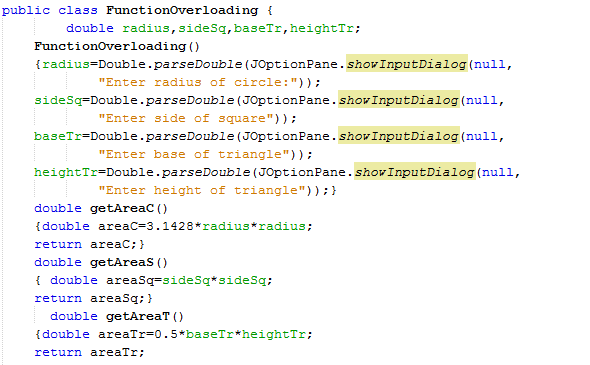 public class FunctionOverloading {
double radius,sideSq,baseTr,heightTr;
FunctionOverloading()
{radius=Double.parseDouble(JOptionPane.showInputDialog(null,
"Enter radius of circle:"));
sideSq=Double.parseDouble(JOptionPane.showInputDialog(null,
"Enter side of square"));
baseTr=Double.parseDouble(JOptionPane.showInputDialog(null,
"Enter base of triangle"));
heightTr=Double.parseDouble(JOptionPane.showInputDialog(null,
"Enter height of triangle"));}
double getAreaC()
{double areaC=3.1428*radius*radius;
return areaC;}
double getAreaS()
{ double areaSq=sideSq*sideSq;
return areaSq;}
double getAreaT()
{double areaTr=0.5*baseTr*heightTr;
return areaTr;